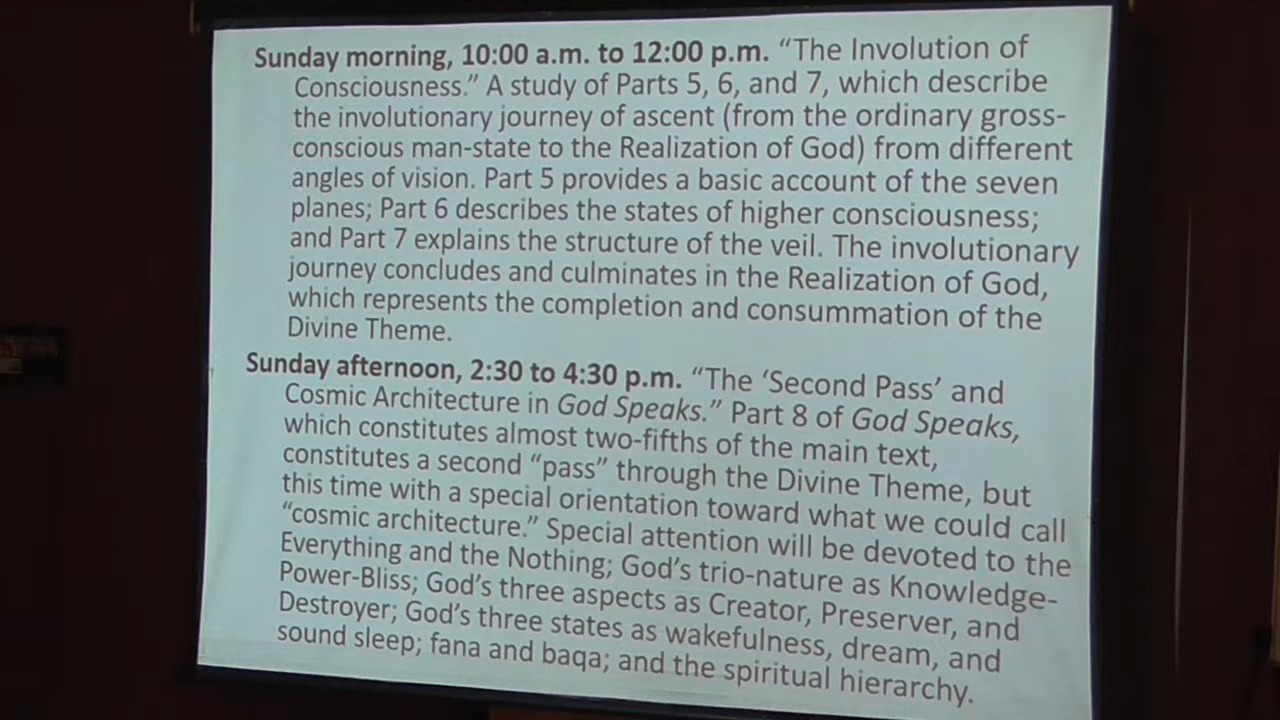 Sunday morning, 10:00 a.m. to 12:00 p.m. “The Involution of
Consciousness.” A study of Parts 5, 6, and 7, which describe
the involutionary journey of ascent (from the ordinary gross-
conscious man-state to the Realization of God) from different
angles of vision. Part 5 provides a basic account of the seven
planes; Part 6 describes the states of higher consciousness;
and Part 7 explains the structure of the veil. The involutionary
journey concludes and culminates in the Realization of God,
which represents the completion and consummation of the
Divine Theme.
Sunday afternoon, 2:30 to 4:30 p.m. “The ‘Second Pass’ and
Cosmic Architecture in God Speaks.” Part 8 of God Speaks,
which constitutes almost two-fifths of the main text,
constitutes a second “pass” through the Divine Theme, but
this time with a special orientation toward what we could call
“cosmic architecture.” Special attention will be devoted to the
Everything and the Nothing; God’s trio-nature as Knowledge-
Power-Bliss; God’s three aspects as Creator, Preserver, and
Destroyer; God’s three states as wakefulness, dream, and
sound sleep; fana and baqa; and the spiritual hierarchy.